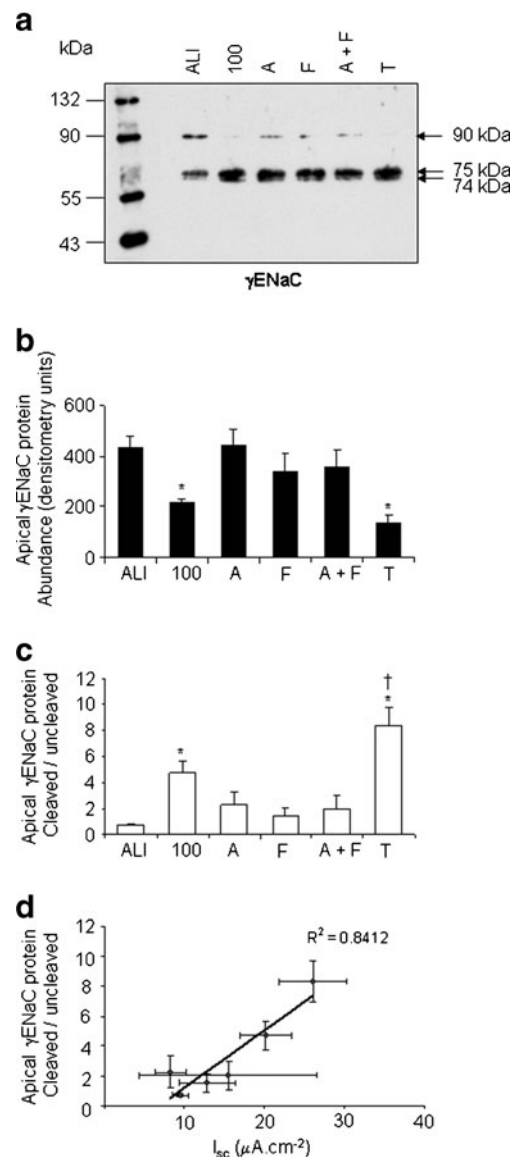 a
kDa
ALI 100 A F A + F T
132
90
55
43
90 kDa
75 kDa
74 kDa
γENaC
b
Apical γENaC protein
Abundance (densitometry units)
600
400
200
0
*
*
ALI 100 A F A + F T
c
Apical γENaC protein
Cleaved / uncleaved
12
10
8
6
4
2
0
*
†
*
ALI 100 A F A + F T
d
Apical γENaC protein
Cleaved / uncleaved
12
10
8
6
4
2
0
R² = 0.8412
10 20 30 40
Isc (μA.cm⁻²)